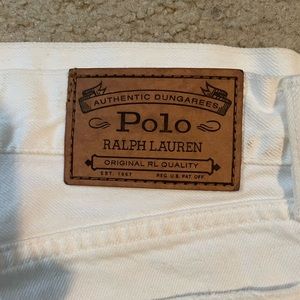 AUTHENTIC DUNGAREES
Polo
RALPH LAUREN
ORIGINAL RL QUALITY
EST. 1967 REG U.S. PAT. OFF.